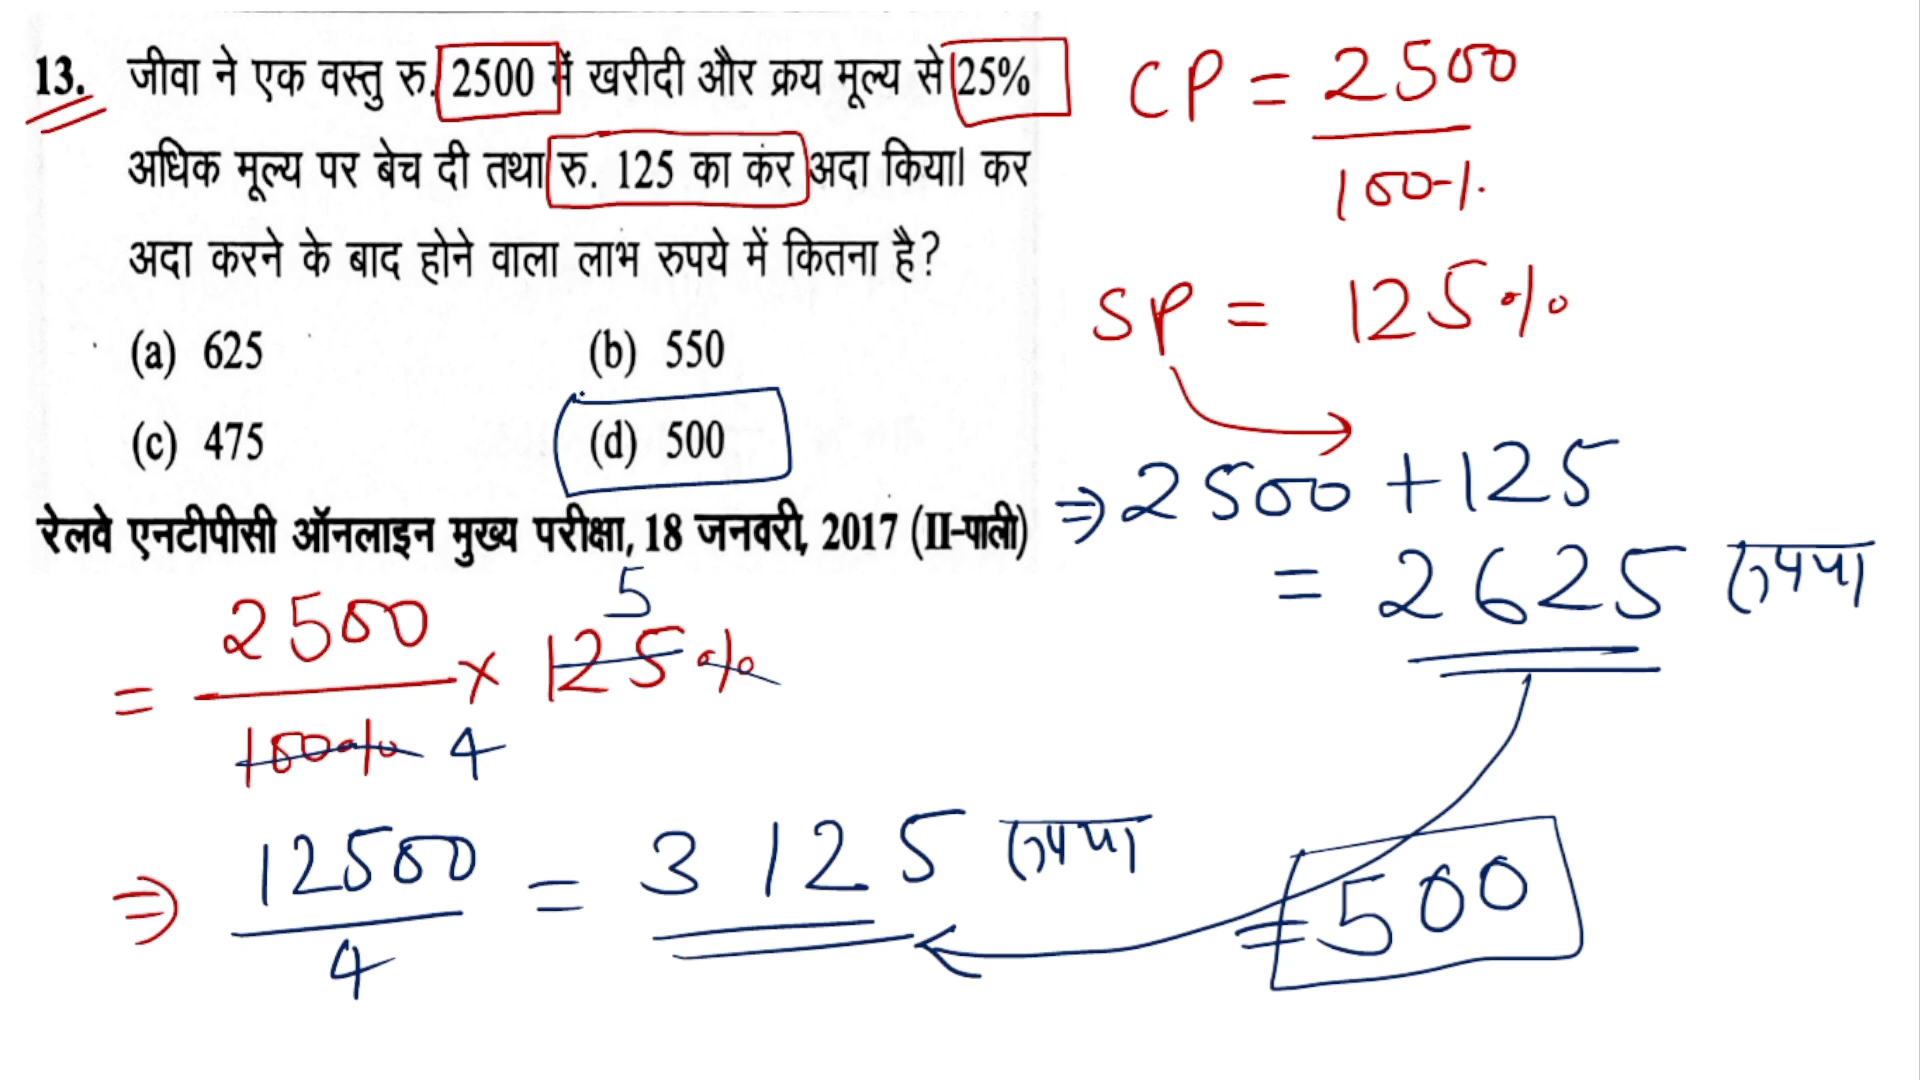 13. जीवा ने एक वस्तु रु. 2500 में खरीदी और क्रय मूल्य से 25%
अधिक मूल्य पर बेच दी तथा रु. 125 का कर अदा किया। कर
अदा करने के बाद होने वाला लाभ रुपये में कितना है?
(a) 625 (b) 550
(c) 475 (d) 500
रेलवे एनटीपीसी ऑनलाइन मुख्य परीक्षा, 18 जनवरी, 2017 (II-पाली)
CP = 2500
100%
SP = 125%
⇒ 2500 + 125
= 2625 रुपया
5
= 2500 × 125%
100% 4
⇒ 12500 = 3125 रुपया
4
= 500